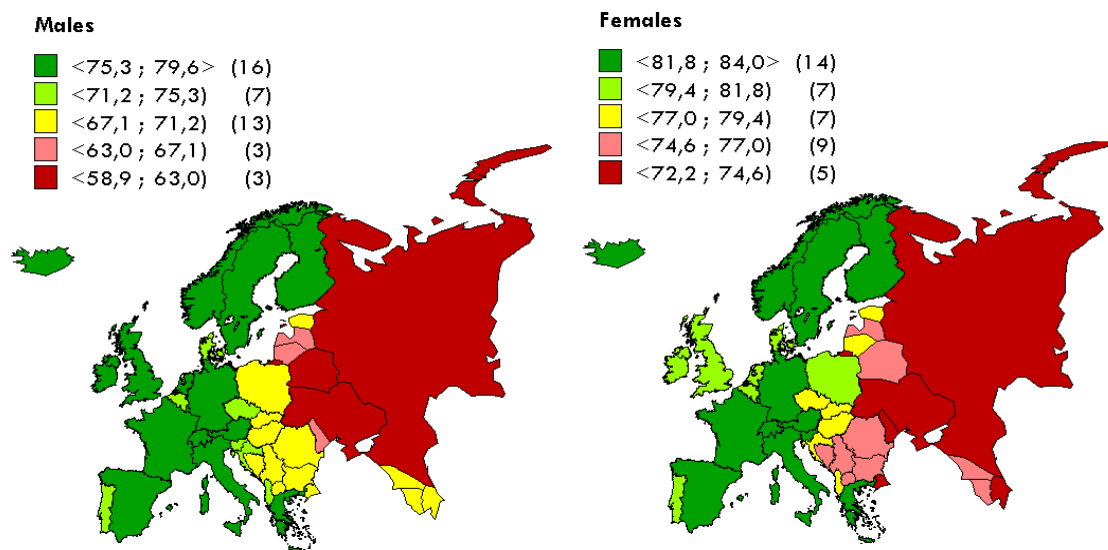 Males
<75,3 ; 79,6> (16)
<71,2 ; 75,3) (7)
<67,1 ; 71,2) (13)
<63,0 ; 67,1) (3)
<58,9 ; 63,0) (3)
Females
<81,8 ; 84,0> (14)
<79,4 ; 81,8) (7)
<77,0 ; 79,4) (7)
<74,6 ; 77,0) (9)
<72,2 ; 74,6) (5)